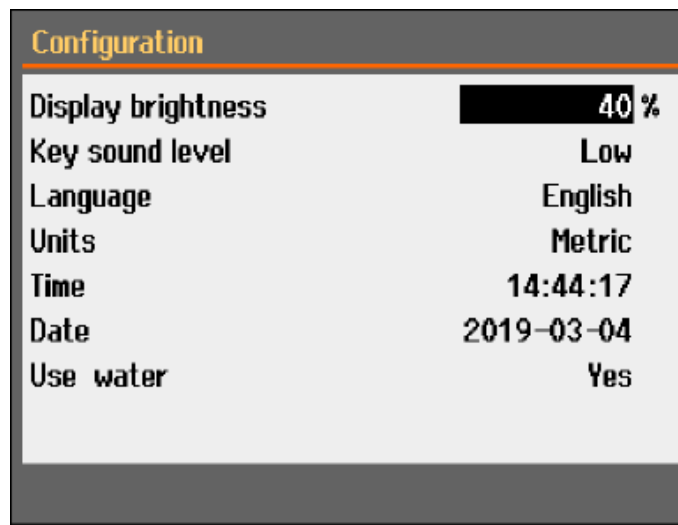 Configuration
Display brightness 40 %
Key sound level Low
Language English
Units Metric
Time 14:44:17
Date 2019-03-04
Use water Yes